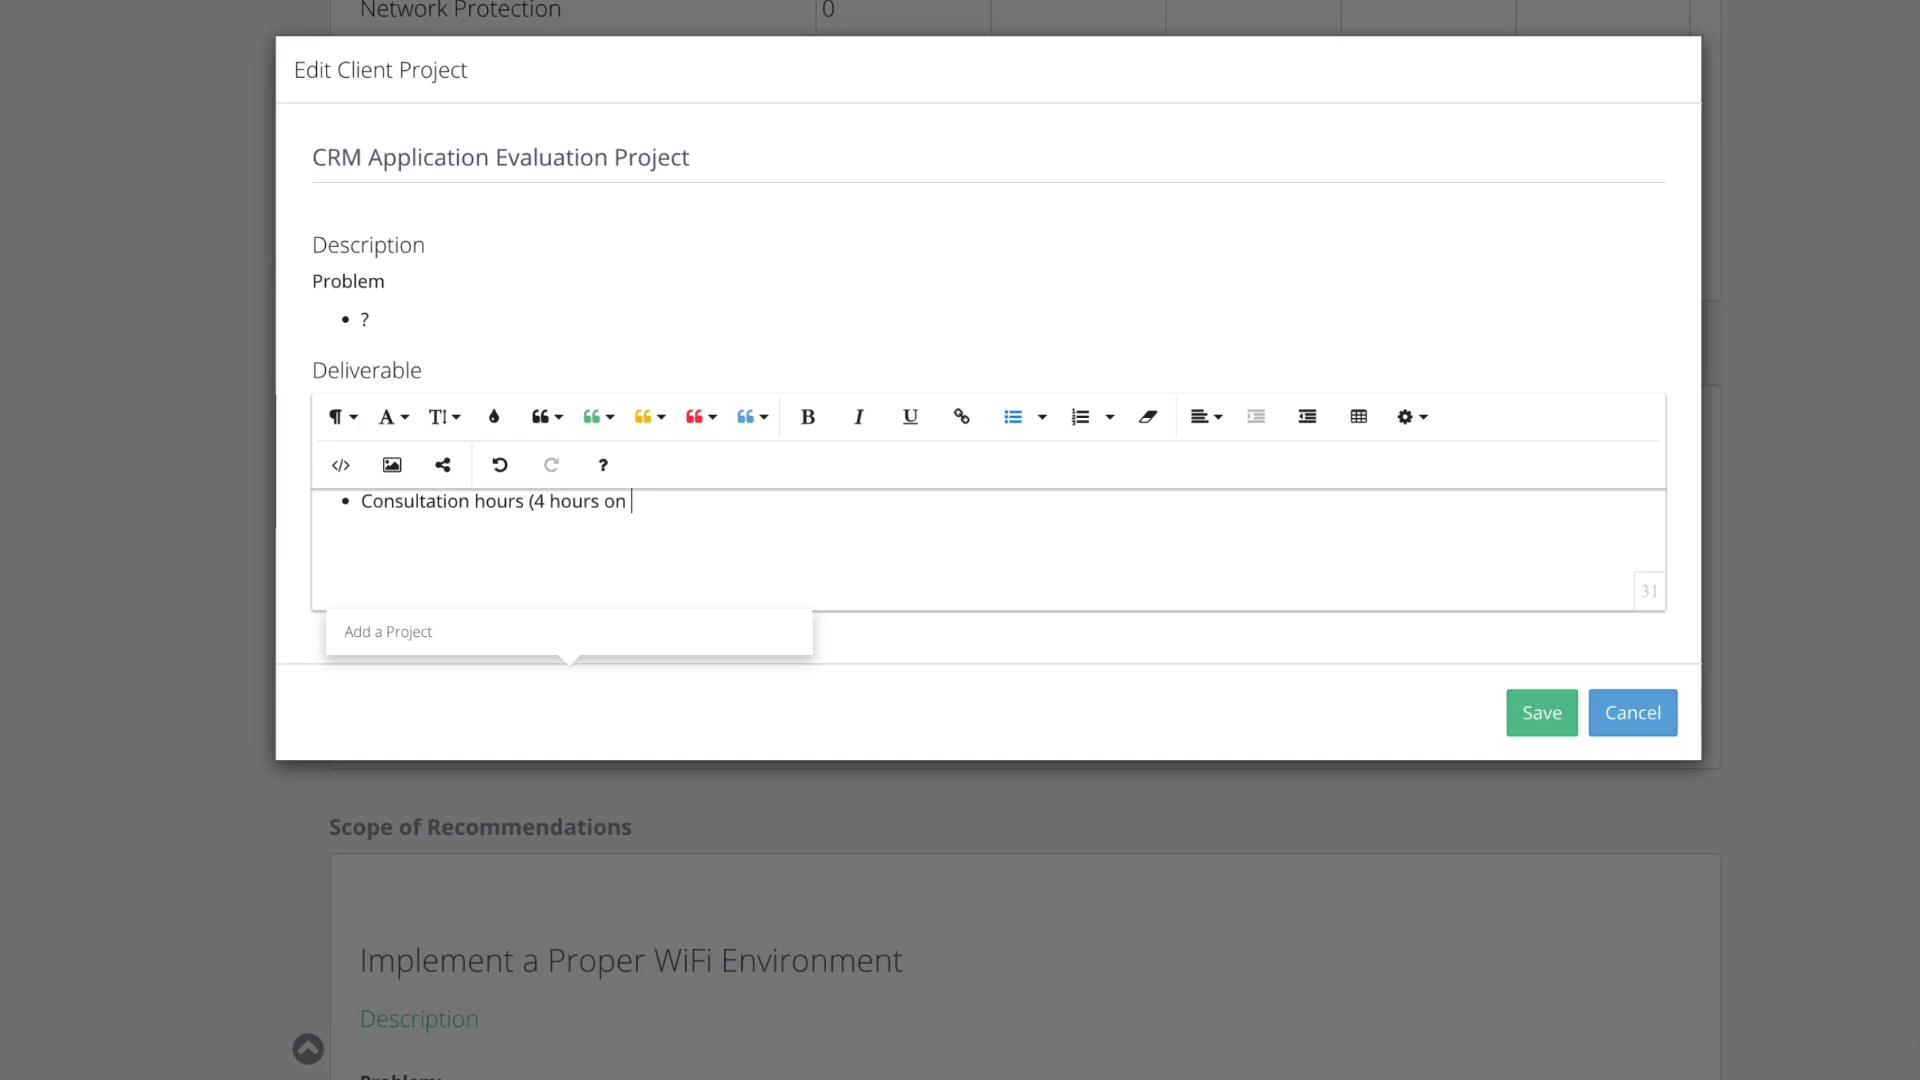 Network Protection 0
Edit Client Project
CRM Application Evaluation Project
Description
Problem
• ?
Deliverable
• Consultation hours (4 hours on
31
Add a Project
Save Cancel
Scope of Recommendations
Implement a Proper WiFi Environment
Description